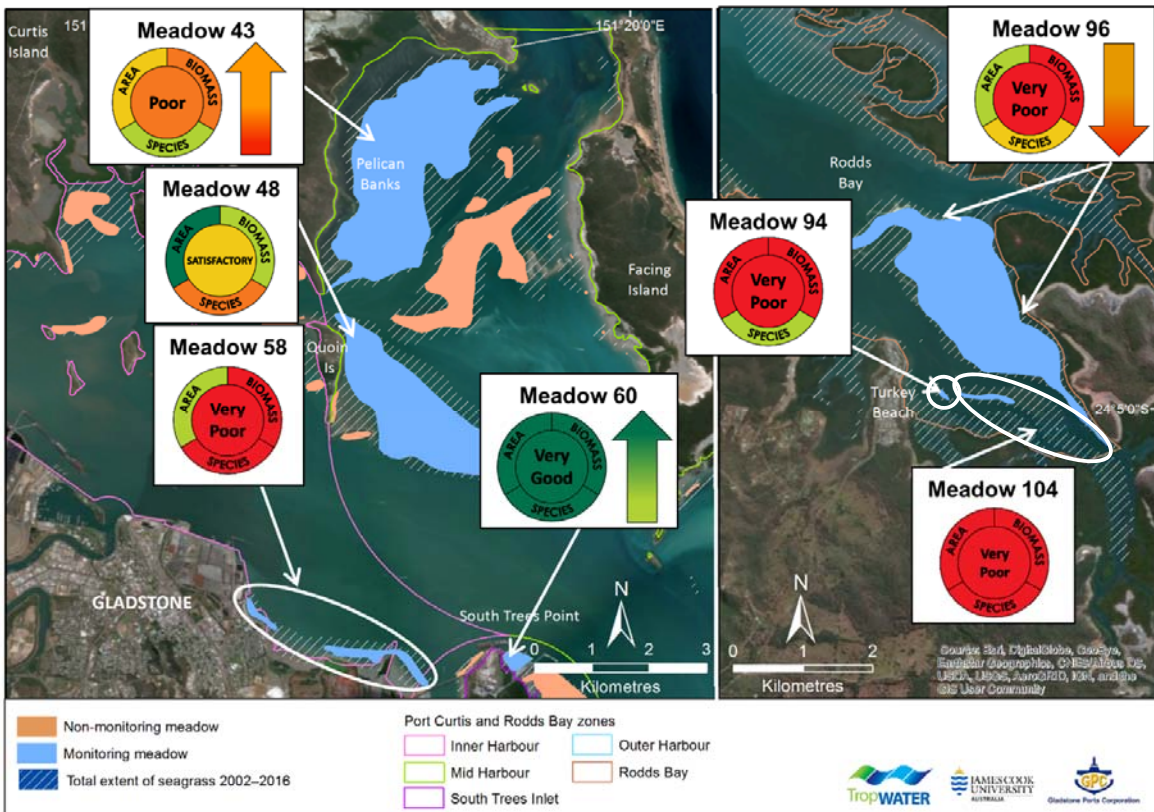 Curtis
Island
151
151°20'0"E
Meadow 43
AREA
BIOMASS
Poor
SPECIES
Pelican
Banks
Meadow 48
AREA
BIOMASS
SATISFACTORY
SPECIES
Quoin
Is
Facing
Island
Meadow 58
AREA
BIOMASS
Very
Poor
SPECIES
Meadow 60
AREA
BIOMASS
Very
Good
SPECIES
GLADSTONE
South Trees Point
N
0 1 2 3
Kilometres
Meadow 96
AREA
BIOMASS
Very
Poor
SPECIES
Rodds
Bay
Meadow 94
AREA
BIOMASS
Very
Poor
SPECIES
Turkey
Beach
24°5'0"S
Meadow 104
AREA
BIOMASS
Very
Poor
SPECIES
N
0 1 2
Kilometres
Source: Esri, DigitalGlobe, GeoEye,
Earthstar Geographics, CNES/Airbus DS,
USDA, USGS, AeroGRID, IGN, and the
GIS User Community
Non-monitoring meadow
Monitoring meadow
Total extent of seagrass 2002–2016
Port Curtis and Rodds Bay zones
Inner Harbour
Mid Harbour
South Trees Inlet
Outer Harbour
Rodds Bay
TropWATER
JAMES COOK
UNIVERSITY
AUSTRALIA
GPC
Gladstone Ports Corporation